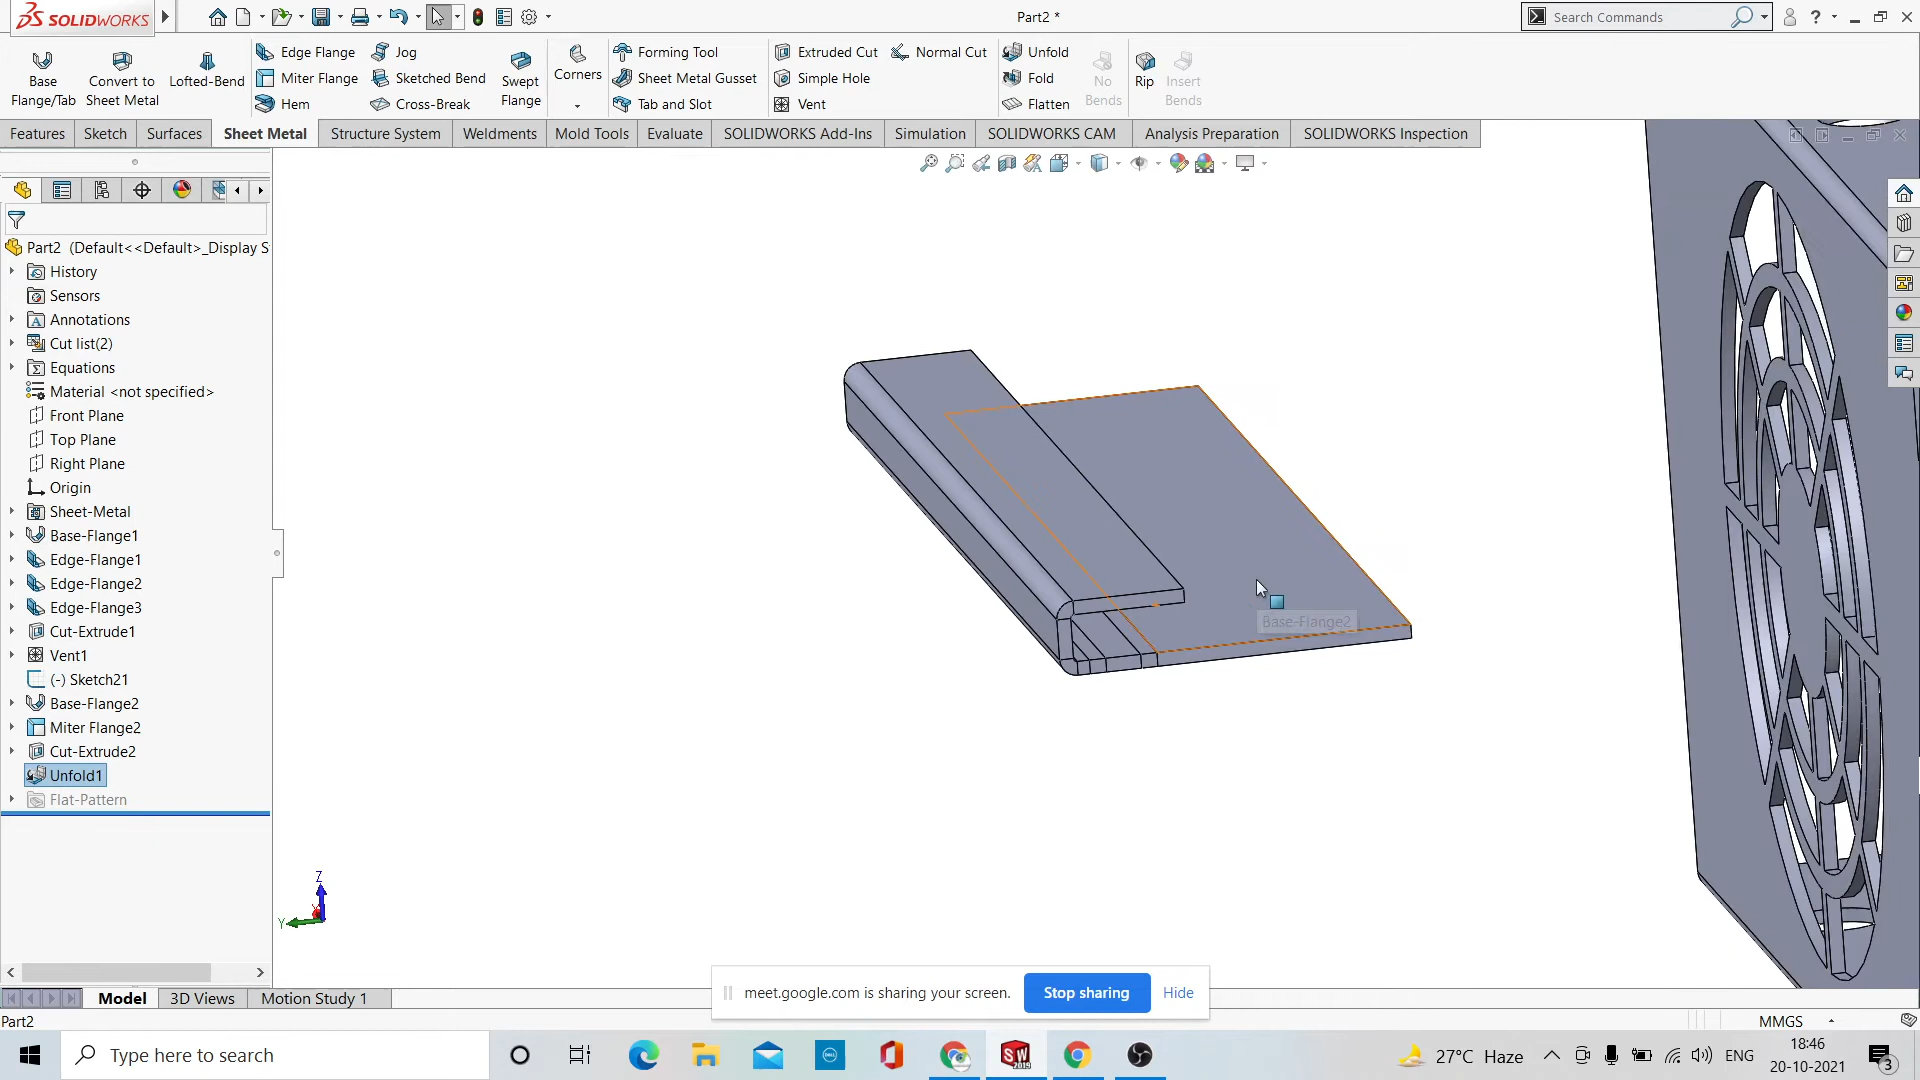 SOLIDWORKS
Part2 *
Search Commands
Base Flange/Tab
Convert to Sheet Metal
Lofted-Bend
Edge Flange
Miter Flange
Hem
Jog
Sketched Bend
Cross-Break
Swept Flange
Corners
Forming Tool
Sheet Metal Gusset
Tab and Slot
Extruded Cut
Simple Hole
Vent
Normal Cut
Unfold
Fold
Flatten
No Bends
Rip
Insert Bends
Features
Sketch
Surfaces
Sheet Metal
Structure System
Weldments
Mold Tools
Evaluate
SOLIDWORKS Add-Ins
Simulation
SOLIDWORKS CAM
Analysis Preparation
SOLIDWORKS Inspection
Part2 (Default<<Default>_Display S
History
Sensors
Annotations
Cut list(2)
Equations
Material <not specified>
Front Plane
Top Plane
Right Plane
Origin
Sheet-Metal
Base-Flange1
Edge-Flange1
Edge-Flange2
Edge-Flange3
Cut-Extrude1
Vent1
(-) Sketch21
Base-Flange2
Miter Flange2
Cut-Extrude2
Unfold1
Flat-Pattern
Base-Flange2
Z
Y
Model
3D Views
Motion Study 1
meet.google.com is sharing your screen.
Stop sharing
Hide
Part2
MMGS
Type here to search
27°C Haze
ENG
18:46
20-10-2021
3